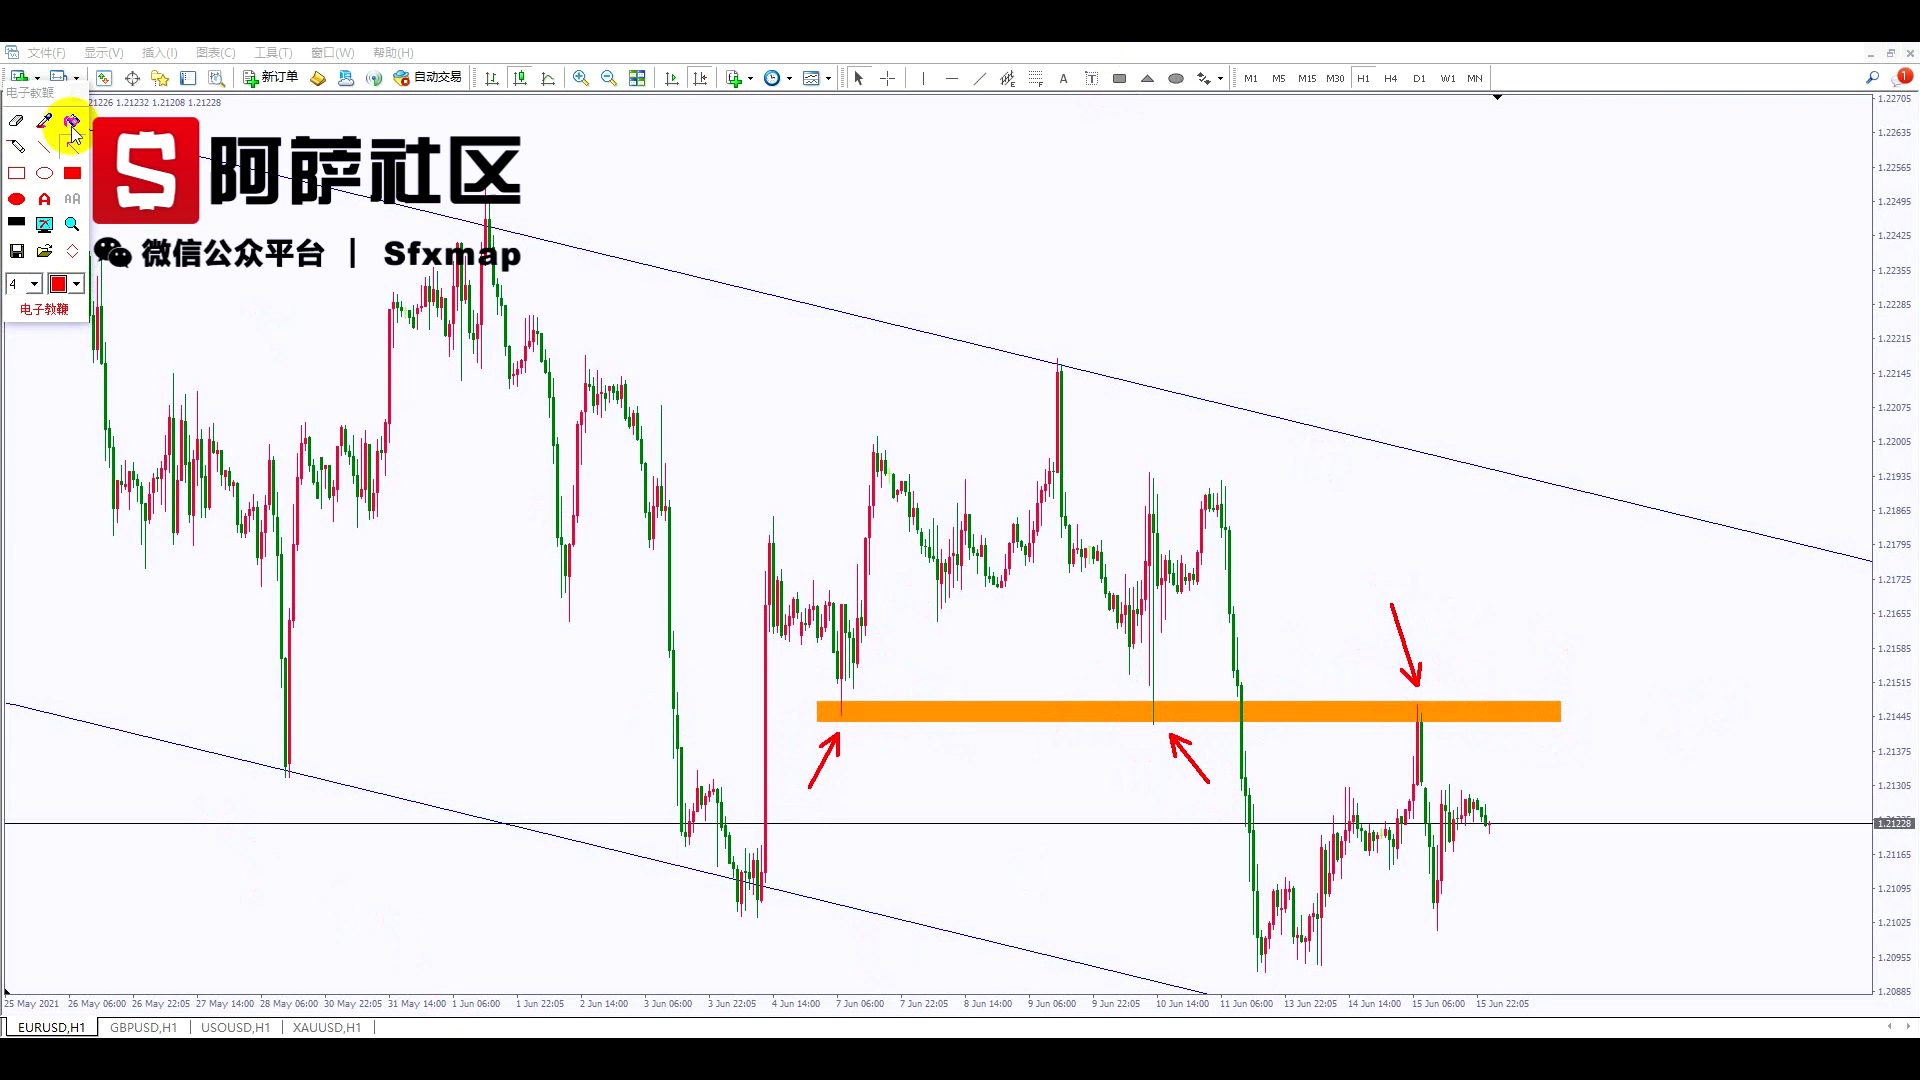 文件(F) 显示(V) 插入(I) 图表(C) 工具(T) 窗口(W) 帮助(H)
新订单 自动交易 A T M1 M5 M15 M30 H1 H4 D1 W1 MN 1
电子教鞭
21226 1.21232 1.21208 1.21228
A AA
4
电子教鞭
S 阿萨社区
微信公众平台 | Sfxmap
1.22705
1.22635
1.22565
1.22495
1.22425
1.22355
1.22285
1.22215
1.22145
1.22075
1.22005
1.21935
1.21865
1.21795
1.21725
1.21655
1.21585
1.21515
1.21445
1.21375
1.21305
1.21228
1.21165
1.21095
1.21025
1.20955
1.20885
25 May 2021 26 May 06:00 26 May 22:05 27 May 14:00 28 May 06:00 30 May 22:05 31 May 14:00 1 Jun 06:00 1 Jun 22:05 2 Jun 14:00 3 Jun 06:00 3 Jun 22:05 4 Jun 14:00 7 Jun 06:00 7 Jun 22:05 8 Jun 14:00 9 Jun 06:00 9 Jun 22:05 10 Jun 14:00 11 Jun 06:00 13 Jun 22:05 14 Jun 14:00 15 Jun 06:00 15 Jun 22:05
EURUSD,H1 GBPUSD,H1 USOUSD,H1 XAUUSD,H1